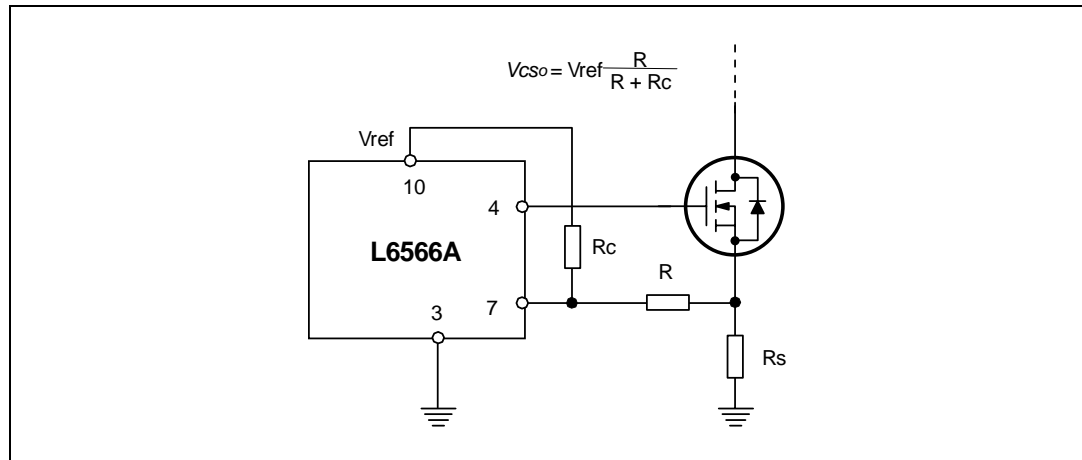 Vcso = Vref R / R + Rc
Vref
10
4
L6566A
Rc
R
7
3
Rs